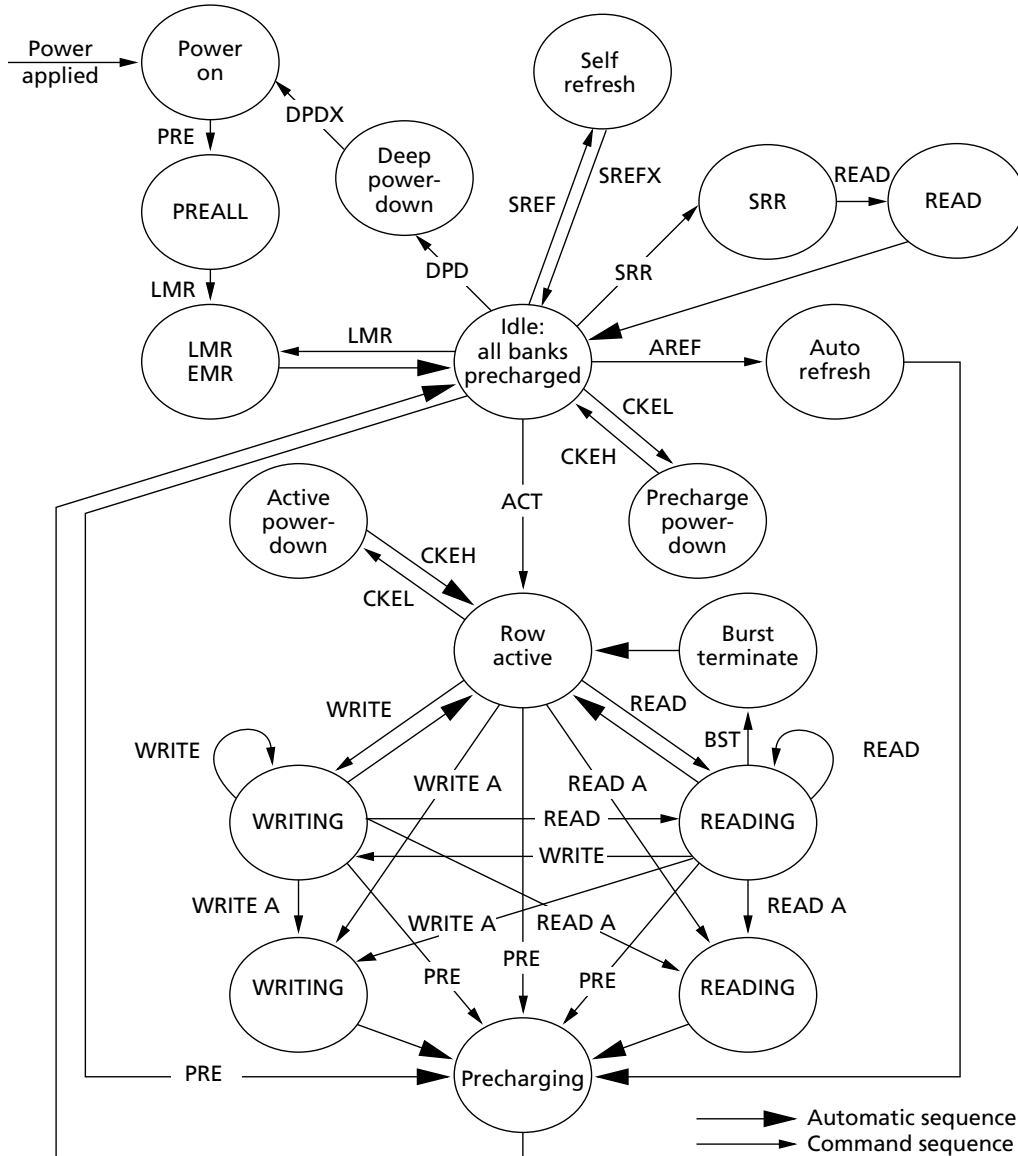 Power
applied
Power
on
Self
refresh
DPDX
PRE
Deep
power-
down
SREF
SREFX
READ
PREALL
SRR
READ
DPD
SRR
LMR
LMR
EMR
LMR
Idle:
all banks
precharged
AREF
Auto
refresh
CKEL
CKEH
Active
power-
down
ACT
Precharge
power-
down
CKEH
CKEL
Row
active
Burst
terminate
WRITE
READ
WRITE
BST
READ
WRITE A
READ A
WRITING
READ
READING
WRITE
WRITE A
WRITE A
READ A
READ A
WRITING
PRE
PRE
PRE
READING
PRE
Precharging
Automatic sequence
Command sequence